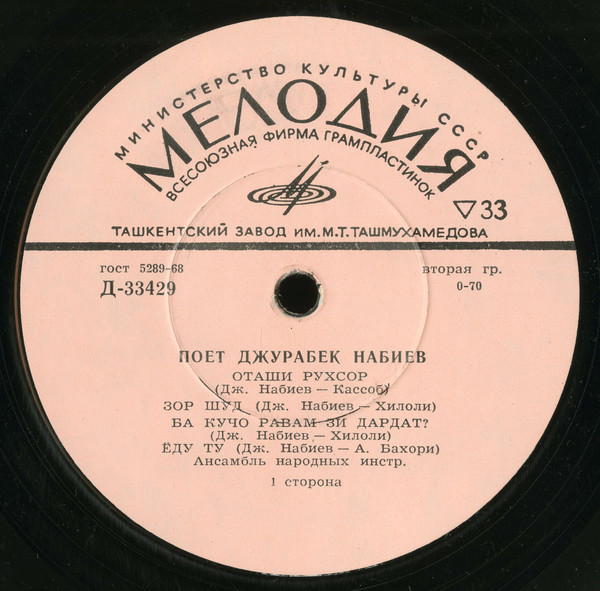 МИНИСТЕРСТВО КУЛЬТУРЫ СССР
МЕЛОДИЯ
ВСЕСОЮЗНАЯ ФИРМА ГРАМПЛАСТИНОК
▽33
ТАШКЕНТСКИЙ ЗАВОД ИМ. М.Т. ТАШМУХАМЕДОВА
гост 5289-68
вторая гр.
Д-33429
0-70
ПОЕТ ДЖУРАБЕК НАБИЕВ
ОТАШИ РУХСОР
(Дж. Набиев — Кассоб)
ЗОР ШУД (Дж. Набиев — Хилоли)
БА КУЧО РАВАМ ЗИ ДАРДАТ?
(Дж. Набиев — Хилоли)
ЁДУ ТУ (Дж. Набиев — А. Бахори)
Ансамбль народных инстр.
1 сторона